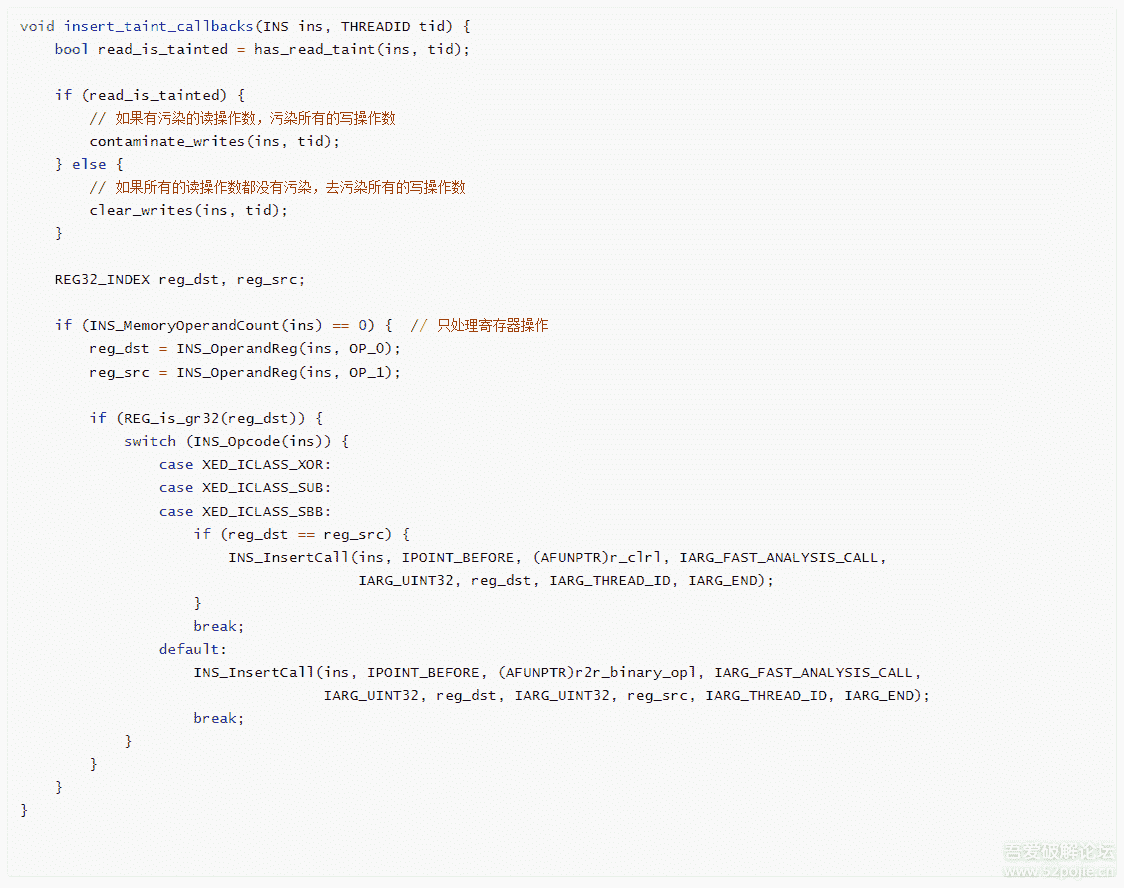 void insert_taint_callbacks(INS ins, THREADID tid) {
    bool read_is_tainted = has_read_taint(ins, tid);
    if (read_is_tainted) {
        // 如果有污染的读操作数，污染所有的写操作数
        contaminate_writes(ins, tid);
    } else {
        // 如果所有的读操作数都没有污染，去污染所有的写操作数
        clear_writes(ins, tid);
    }
    REG32_INDEX reg_dst, reg_src;
    if (INS_MemoryOperandCount(ins) == 0) {  // 只处理寄存器操作
        reg_dst = INS_OperandReg(ins, OP_0);
        reg_src = INS_OperandReg(ins, OP_1);
        if (REG_is_gr32(reg_dst)) {
            switch (INS_Opcode(ins)) {
                case XED_ICLASS_XOR:
                case XED_ICLASS_SUB:
                case XED_ICLASS_SBB:
                    if (reg_dst == reg_src) {
                        INS_InsertCall(ins, IPOINT_BEFORE, (AFUNPTR)r_clrl, IARG_FAST_ANALYSIS_CALL,
                                       IARG_UINT32, reg_dst, IARG_THREAD_ID, IARG_END);
                    }
                    break;
                default:
                    INS_InsertCall(ins, IPOINT_BEFORE, (AFUNPTR)r2r_binary_opl, IARG_FAST_ANALYSIS_CALL,
                                   IARG_UINT32, reg_dst, IARG_UINT32, reg_src, IARG_THREAD_ID, IARG_END);
                    break;
            }
        }
    }
}
吾爱破解论坛
www.52pojie.cn